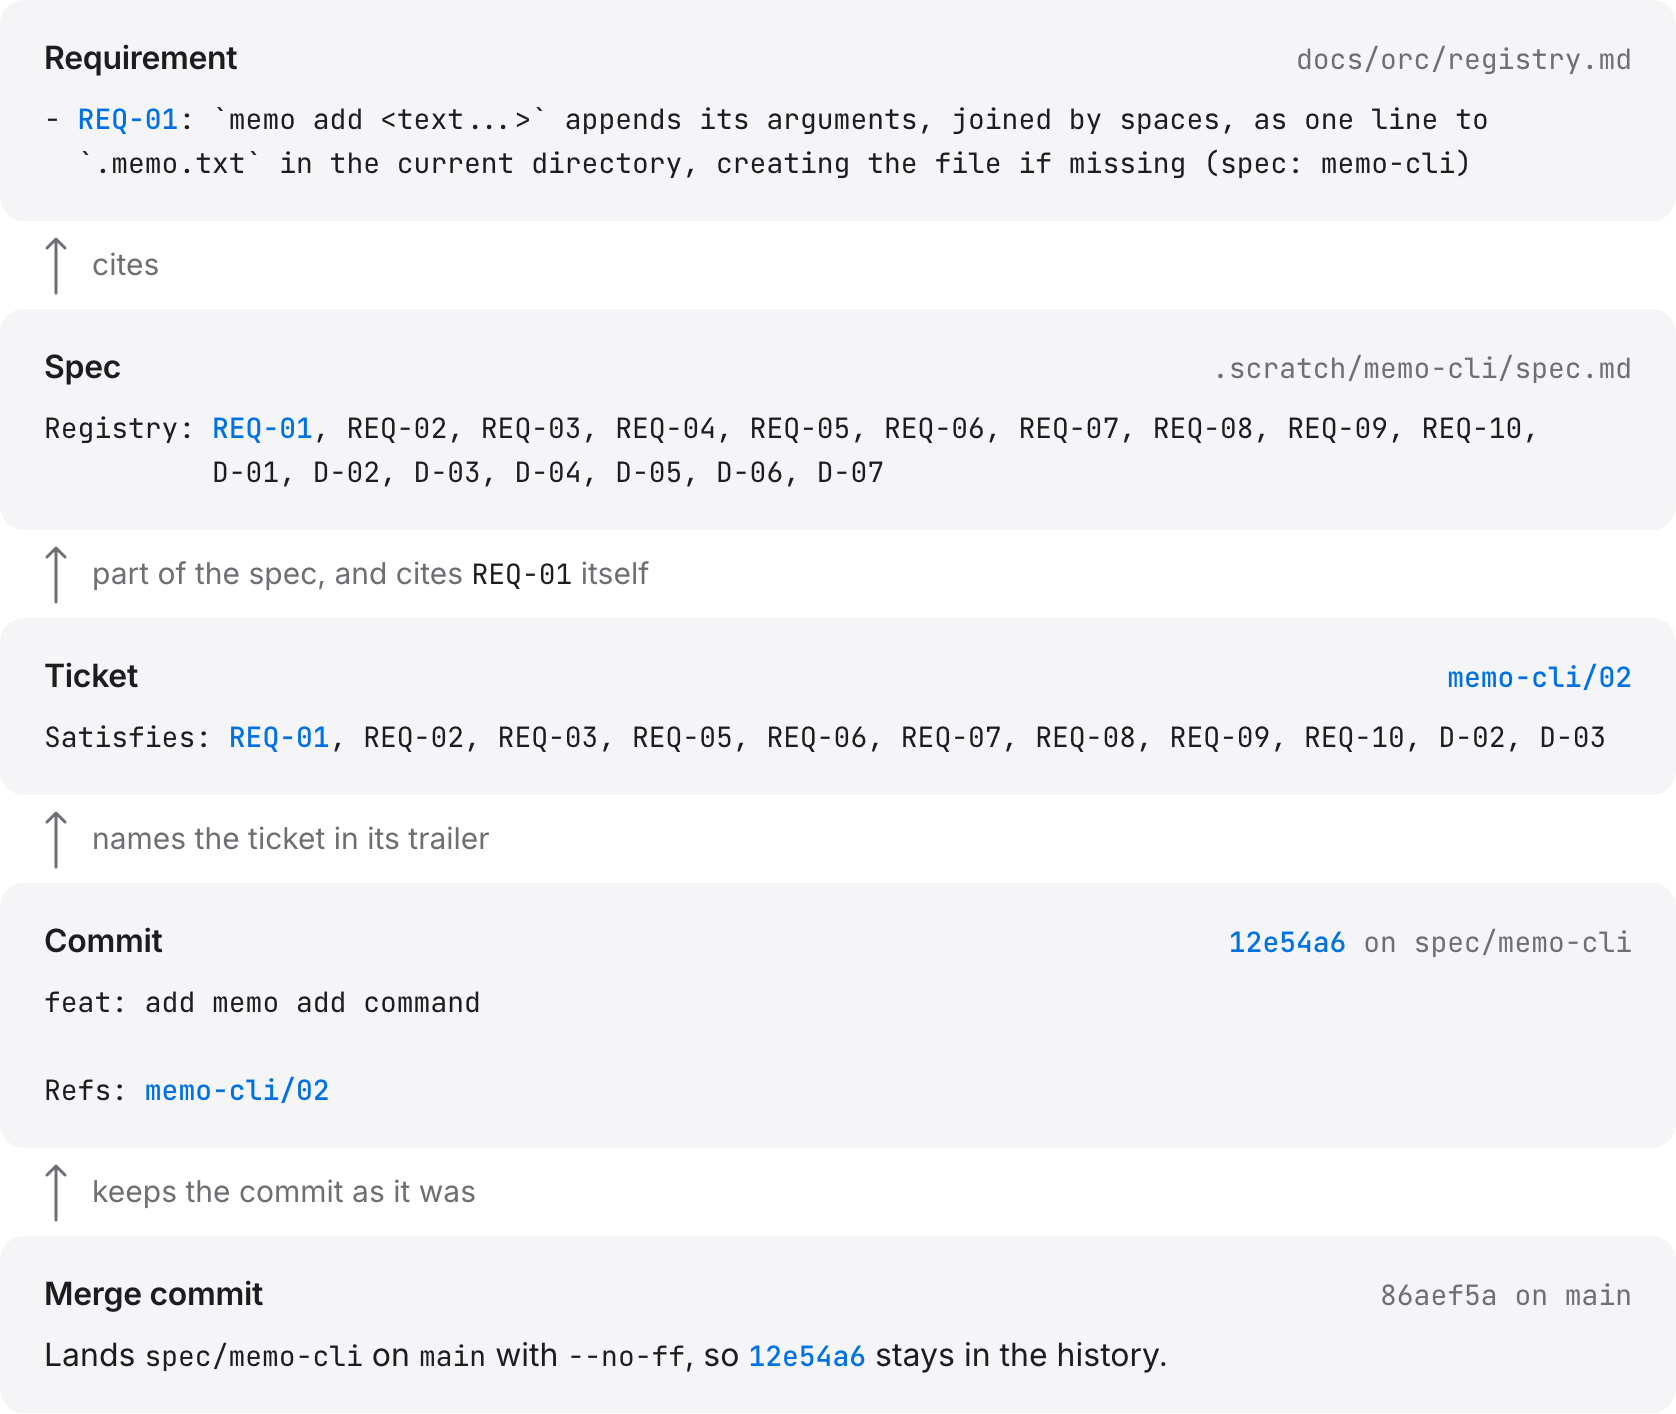 Requirement
docs/orc/registry.md
- REQ-01: `memo add <text...>` appends its arguments, joined by spaces, as one line to
`.memo.txt` in the current directory, creating the file if missing (spec: memo-cli)
cites
Spec
.scratch/memo-cli/spec.md
Registry: REQ-01, REQ-02, REQ-03, REQ-04, REQ-05, REQ-06, REQ-07, REQ-08, REQ-09, REQ-10,
D-01, D-02, D-03, D-04, D-05, D-06, D-07
part of the spec, and cites REQ-01 itself
Ticket
memo-cli/02
Satisfies: REQ-01, REQ-02, REQ-03, REQ-05, REQ-06, REQ-07, REQ-08, REQ-09, REQ-10, D-02, D-03
names the ticket in its trailer
Commit
12e54a6 on spec/memo-cli
feat: add memo add command
Refs: memo-cli/02
keeps the commit as it was
Merge commit
86aef5a on main
Lands spec/memo-cli on main with --no-ff, so 12e54a6 stays in the history.